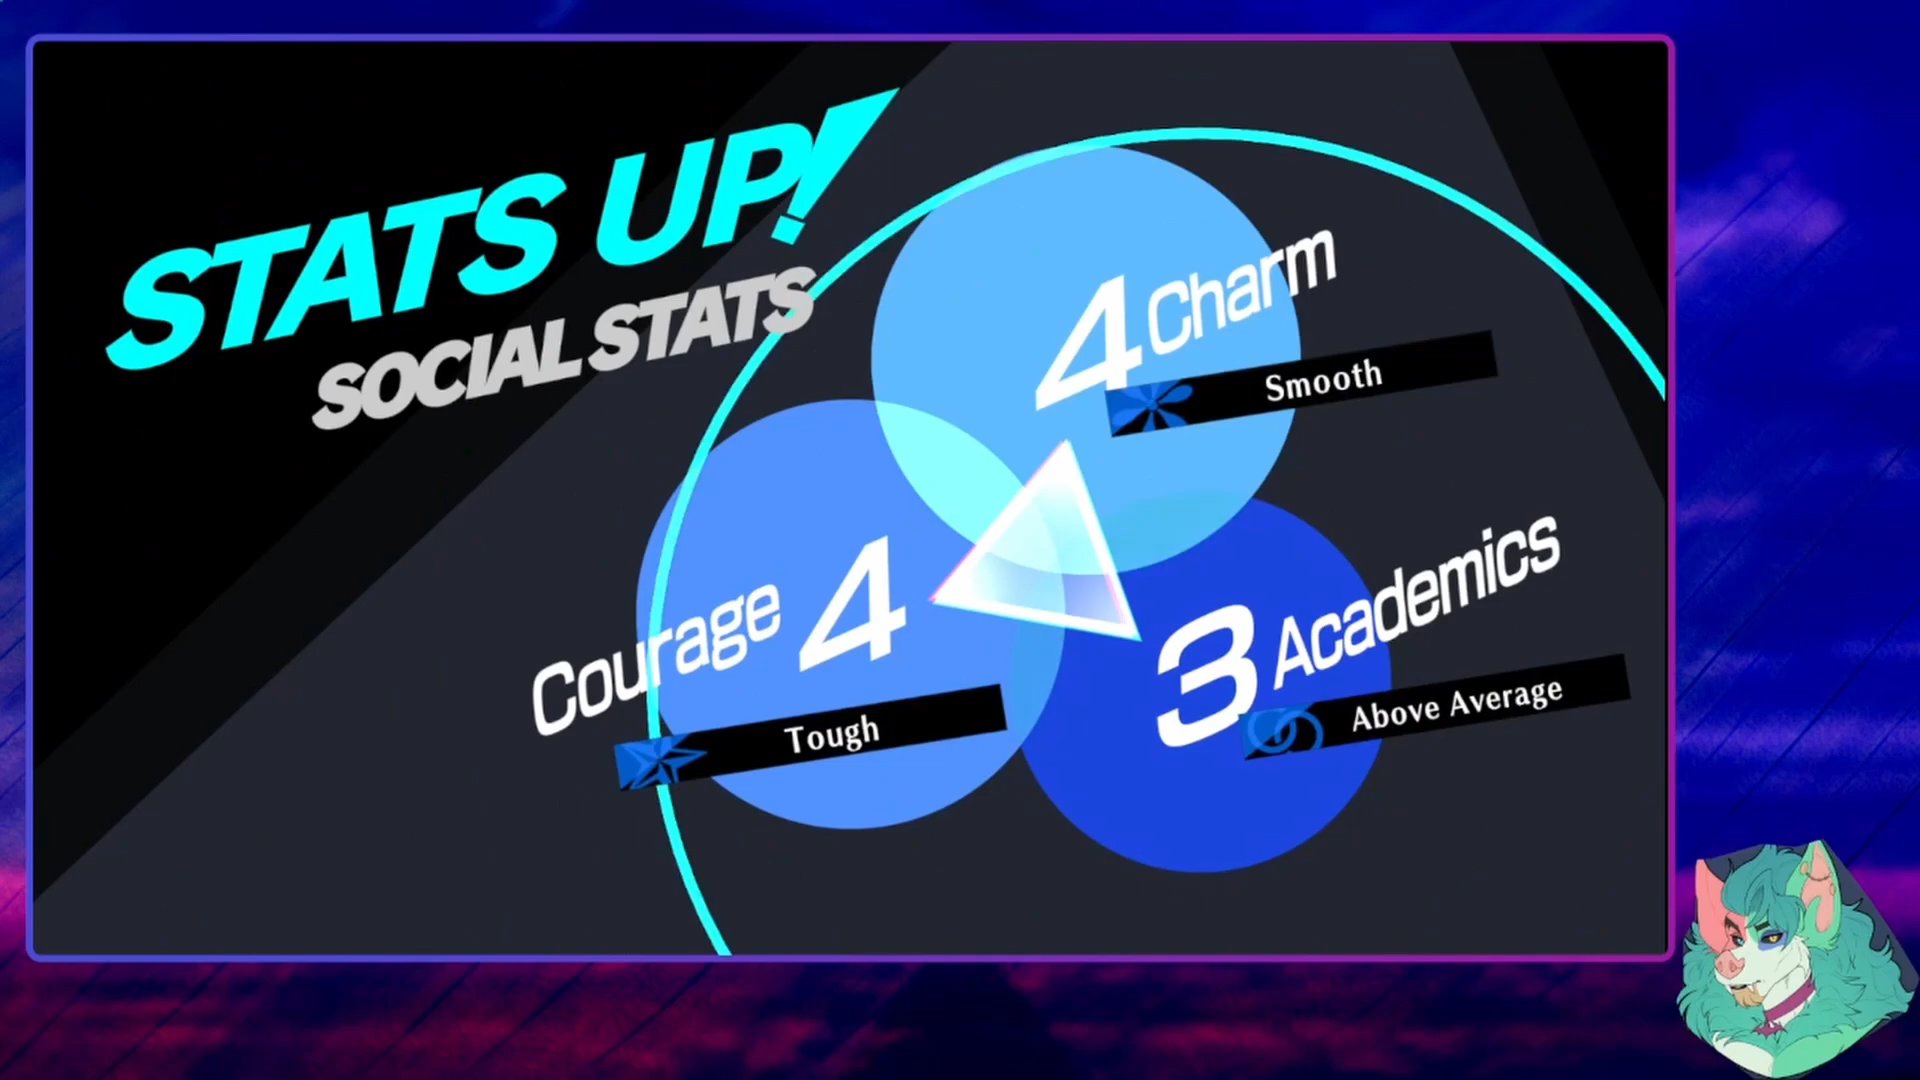 STATS UP!
SOCIAL STATS
4 Charm
Smooth
Courage 4
Tough
3 Academics
Above Average